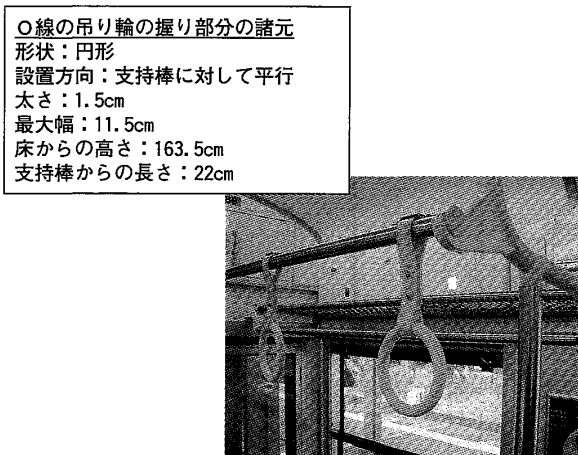 O線の吊り輪の握り部分の諸元
形状：円形
設置方向：支持棒に対して平行
太さ：1.5cm
最大幅：11.5cm
床からの高さ：163.5cm
支持棒からの長さ：22cm